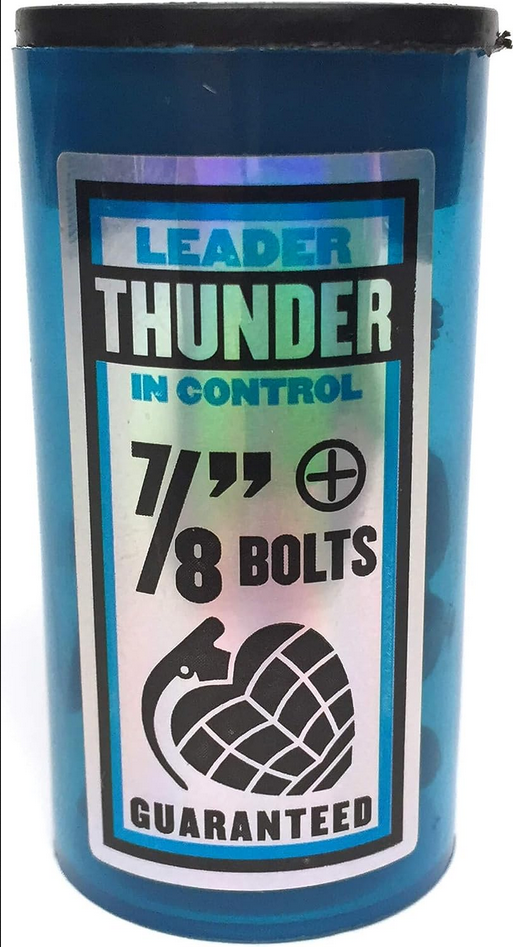 LEADER
THUNDER
IN CONTROL
7/8” BOLTS
GUARANTEED